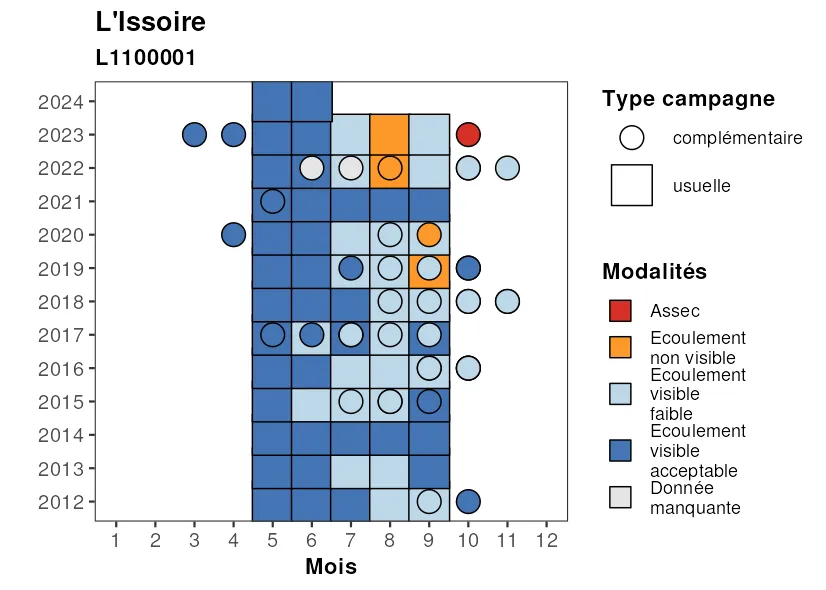 L'Issoire
L1100001
2024
2023
2022
2021
2020
2019
2018
2017
2016
2015
2014
2013
2012
1 2 3 4 5 6 7 8 9 10 11 12
Mois
Type campagne
complémentaire
usuelle
Modalités
Assec
Ecoulement
non visible
Ecoulement
visible
faible
Ecoulement
visible
acceptable
Donnée
manquante